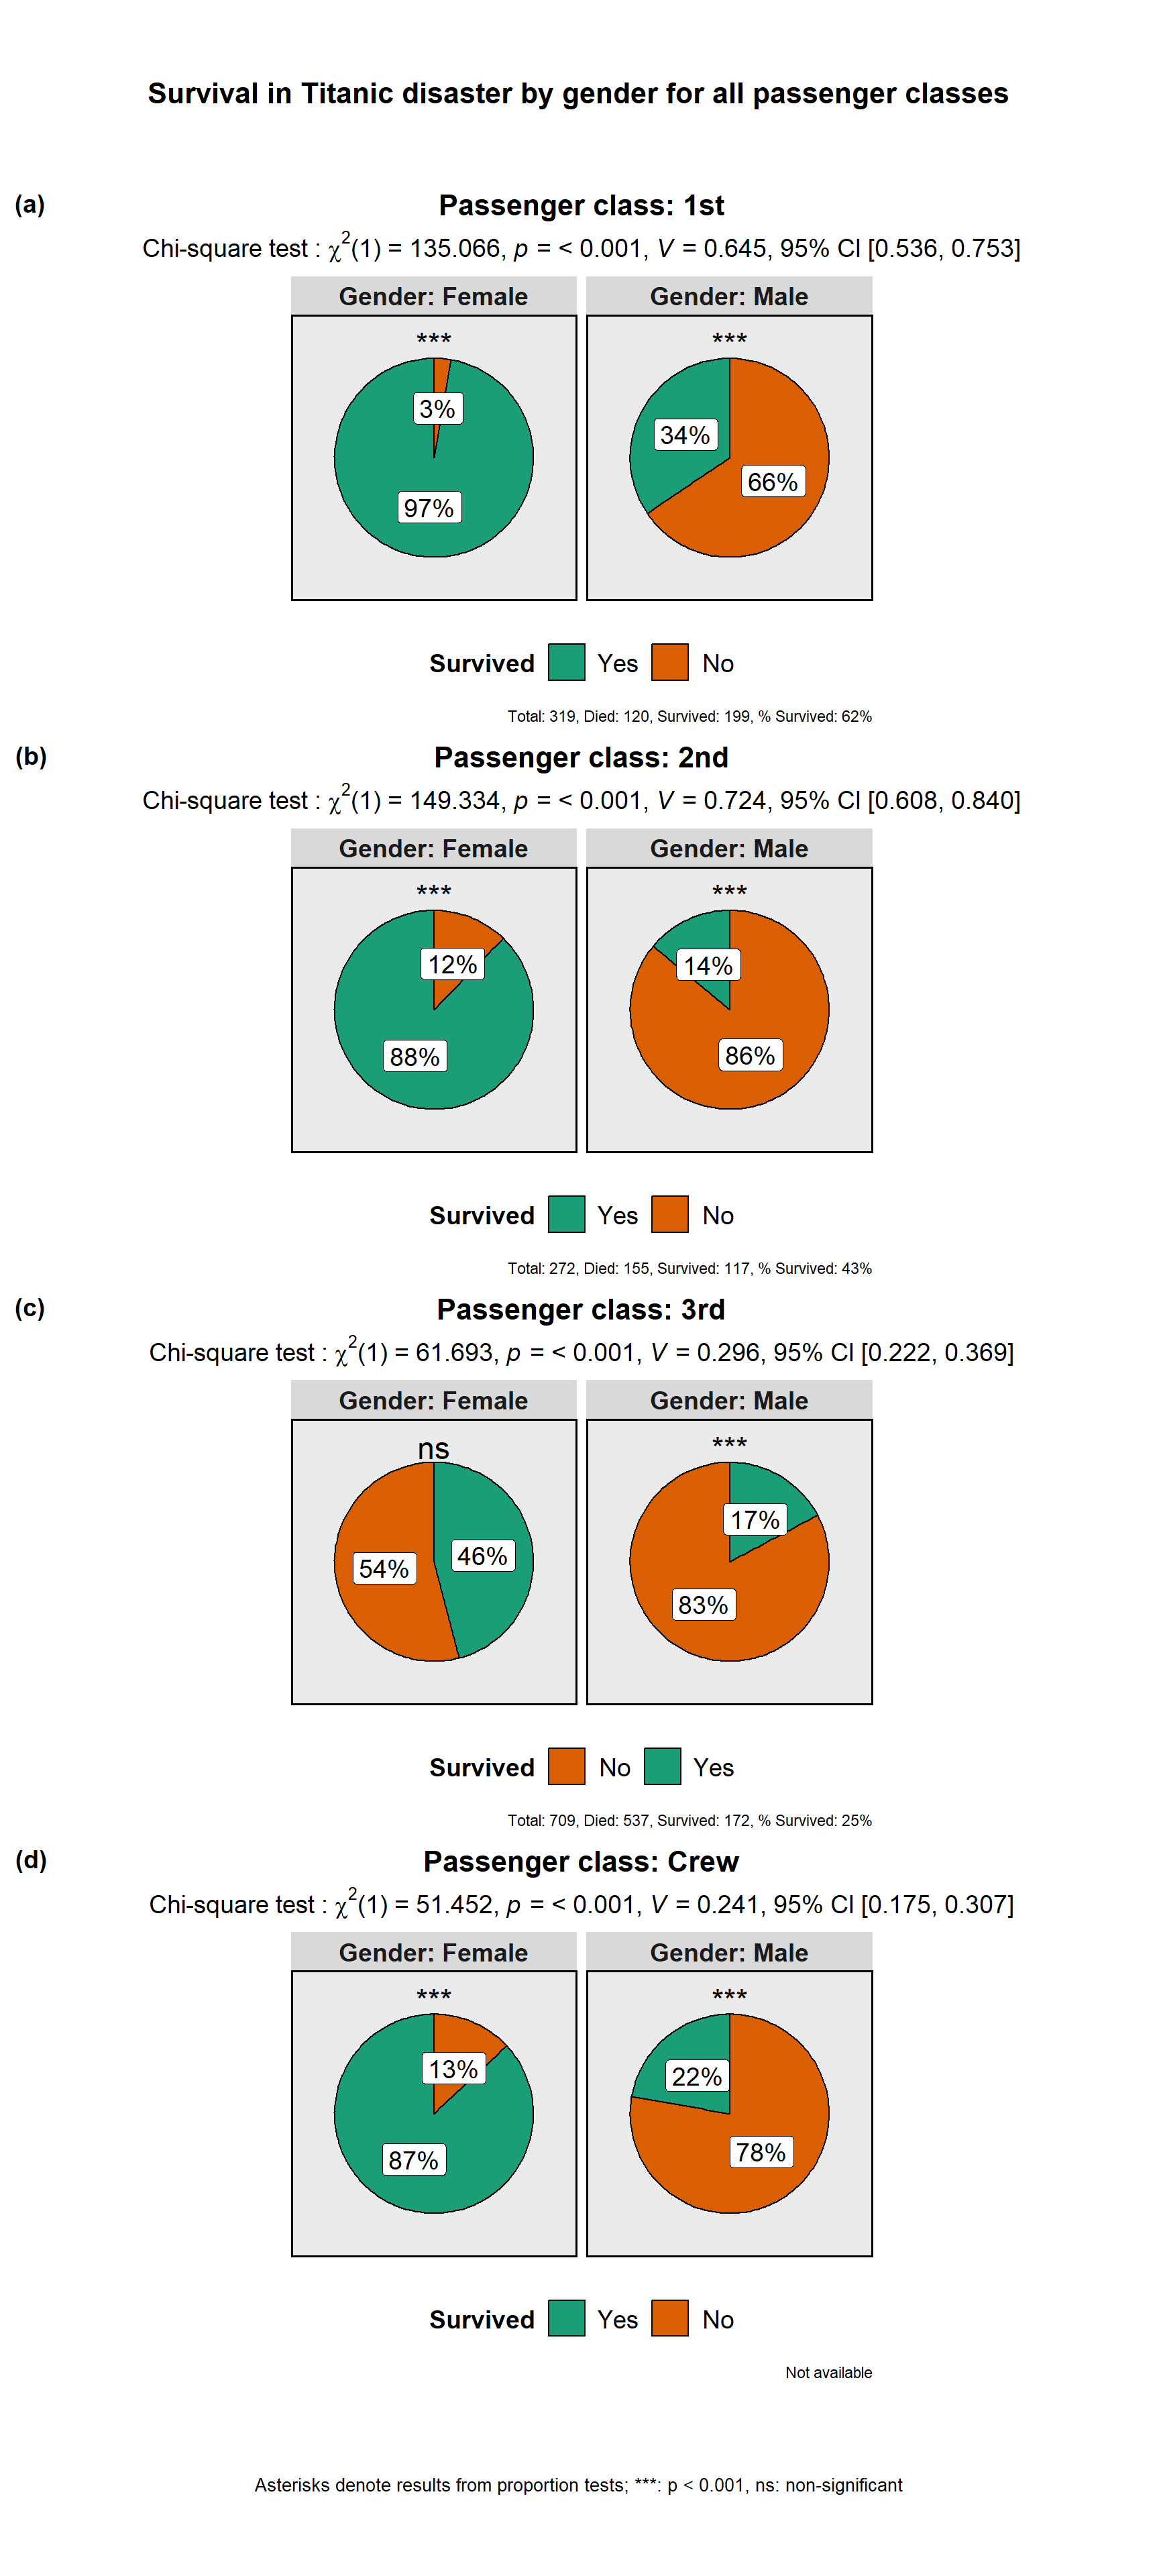 Survival in Titanic disaster by gender for all passenger classes
(a)
Passenger class: 1st
Chi-square test : χ²(1) = 135.066, p = < 0.001, V = 0.645, 95% CI [0.536, 0.753]
Gender: Female Gender: Male
*** ***
3%
34%
66%
97%
Survived Yes No
Total: 319, Died: 120, Survived: 199, % Survived: 62%
(b)
Passenger class: 2nd
Chi-square test : χ²(1) = 149.334, p = < 0.001, V = 0.724, 95% CI [0.608, 0.840]
Gender: Female Gender: Male
*** ***
12% 14%
88% 86%
Survived Yes No
Total: 272, Died: 155, Survived: 117, % Survived: 43%
(c)
Passenger class: 3rd
Chi-square test : χ²(1) = 61.693, p = < 0.001, V = 0.296, 95% CI [0.222, 0.369]
Gender: Female Gender: Male
ns ***
17%
54% 46%
83%
Survived No Yes
Total: 709, Died: 537, Survived: 172, % Survived: 25%
(d)
Passenger class: Crew
Chi-square test : χ²(1) = 51.452, p = < 0.001, V = 0.241, 95% CI [0.175, 0.307]
Gender: Female Gender: Male
*** ***
13% 22%
87% 78%
Survived Yes No
Not available
Asterisks denote results from proportion tests; ***: p < 0.001, ns: non-significant